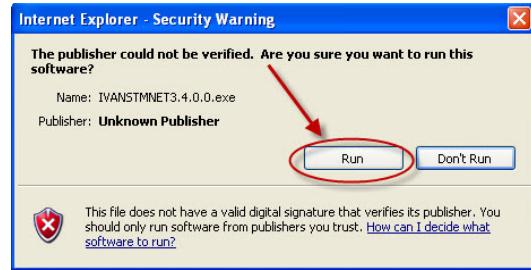 Internet Explorer - Security Warning
The publisher could not be verified. Are you sure you want to run this
software?
Name: IVANSTMNET3.4.0.0.exe
Publisher: Unknown Publisher
Run Don't Run
This file does not have a valid digital signature that verifies its publisher. You
should only run software from publishers you trust. How can I decide what
software to run?